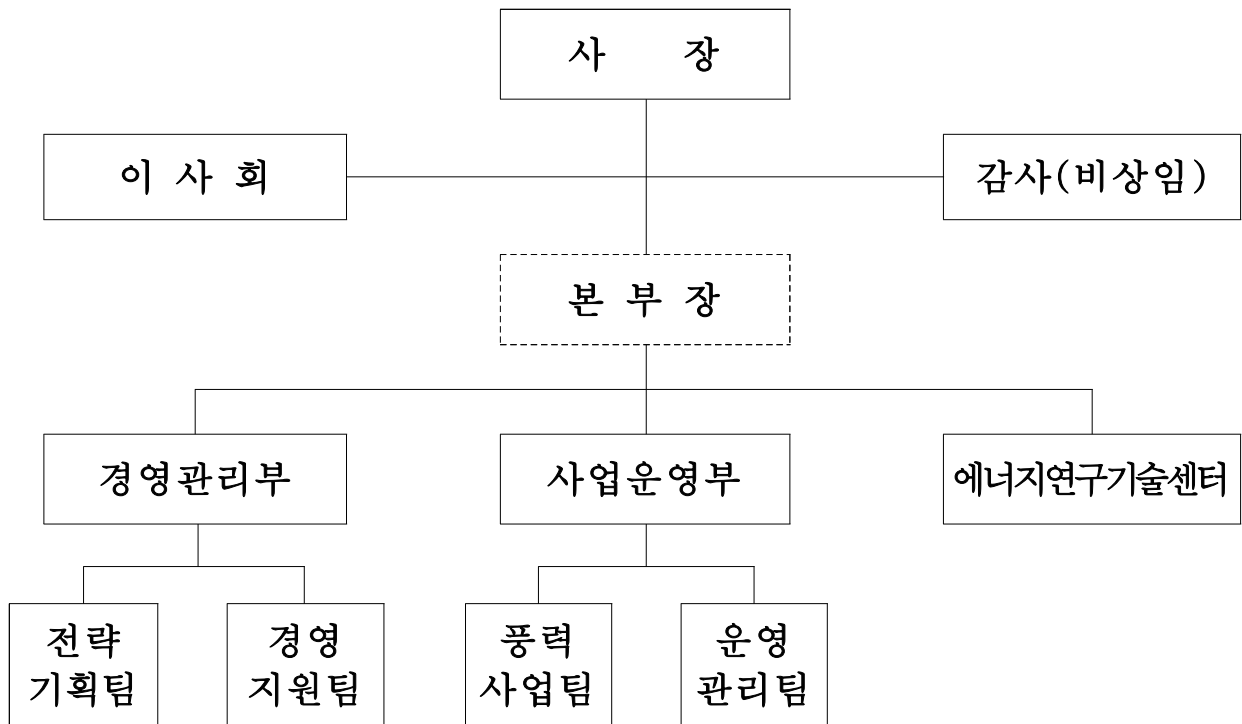 사 장
이 사 회
감사(비상임)
본 부 장
경영관리부
사업운영부
에너지연구기술센터
전략
기획팀
경영
지원팀
풍력
사업팀
운영
관리팀